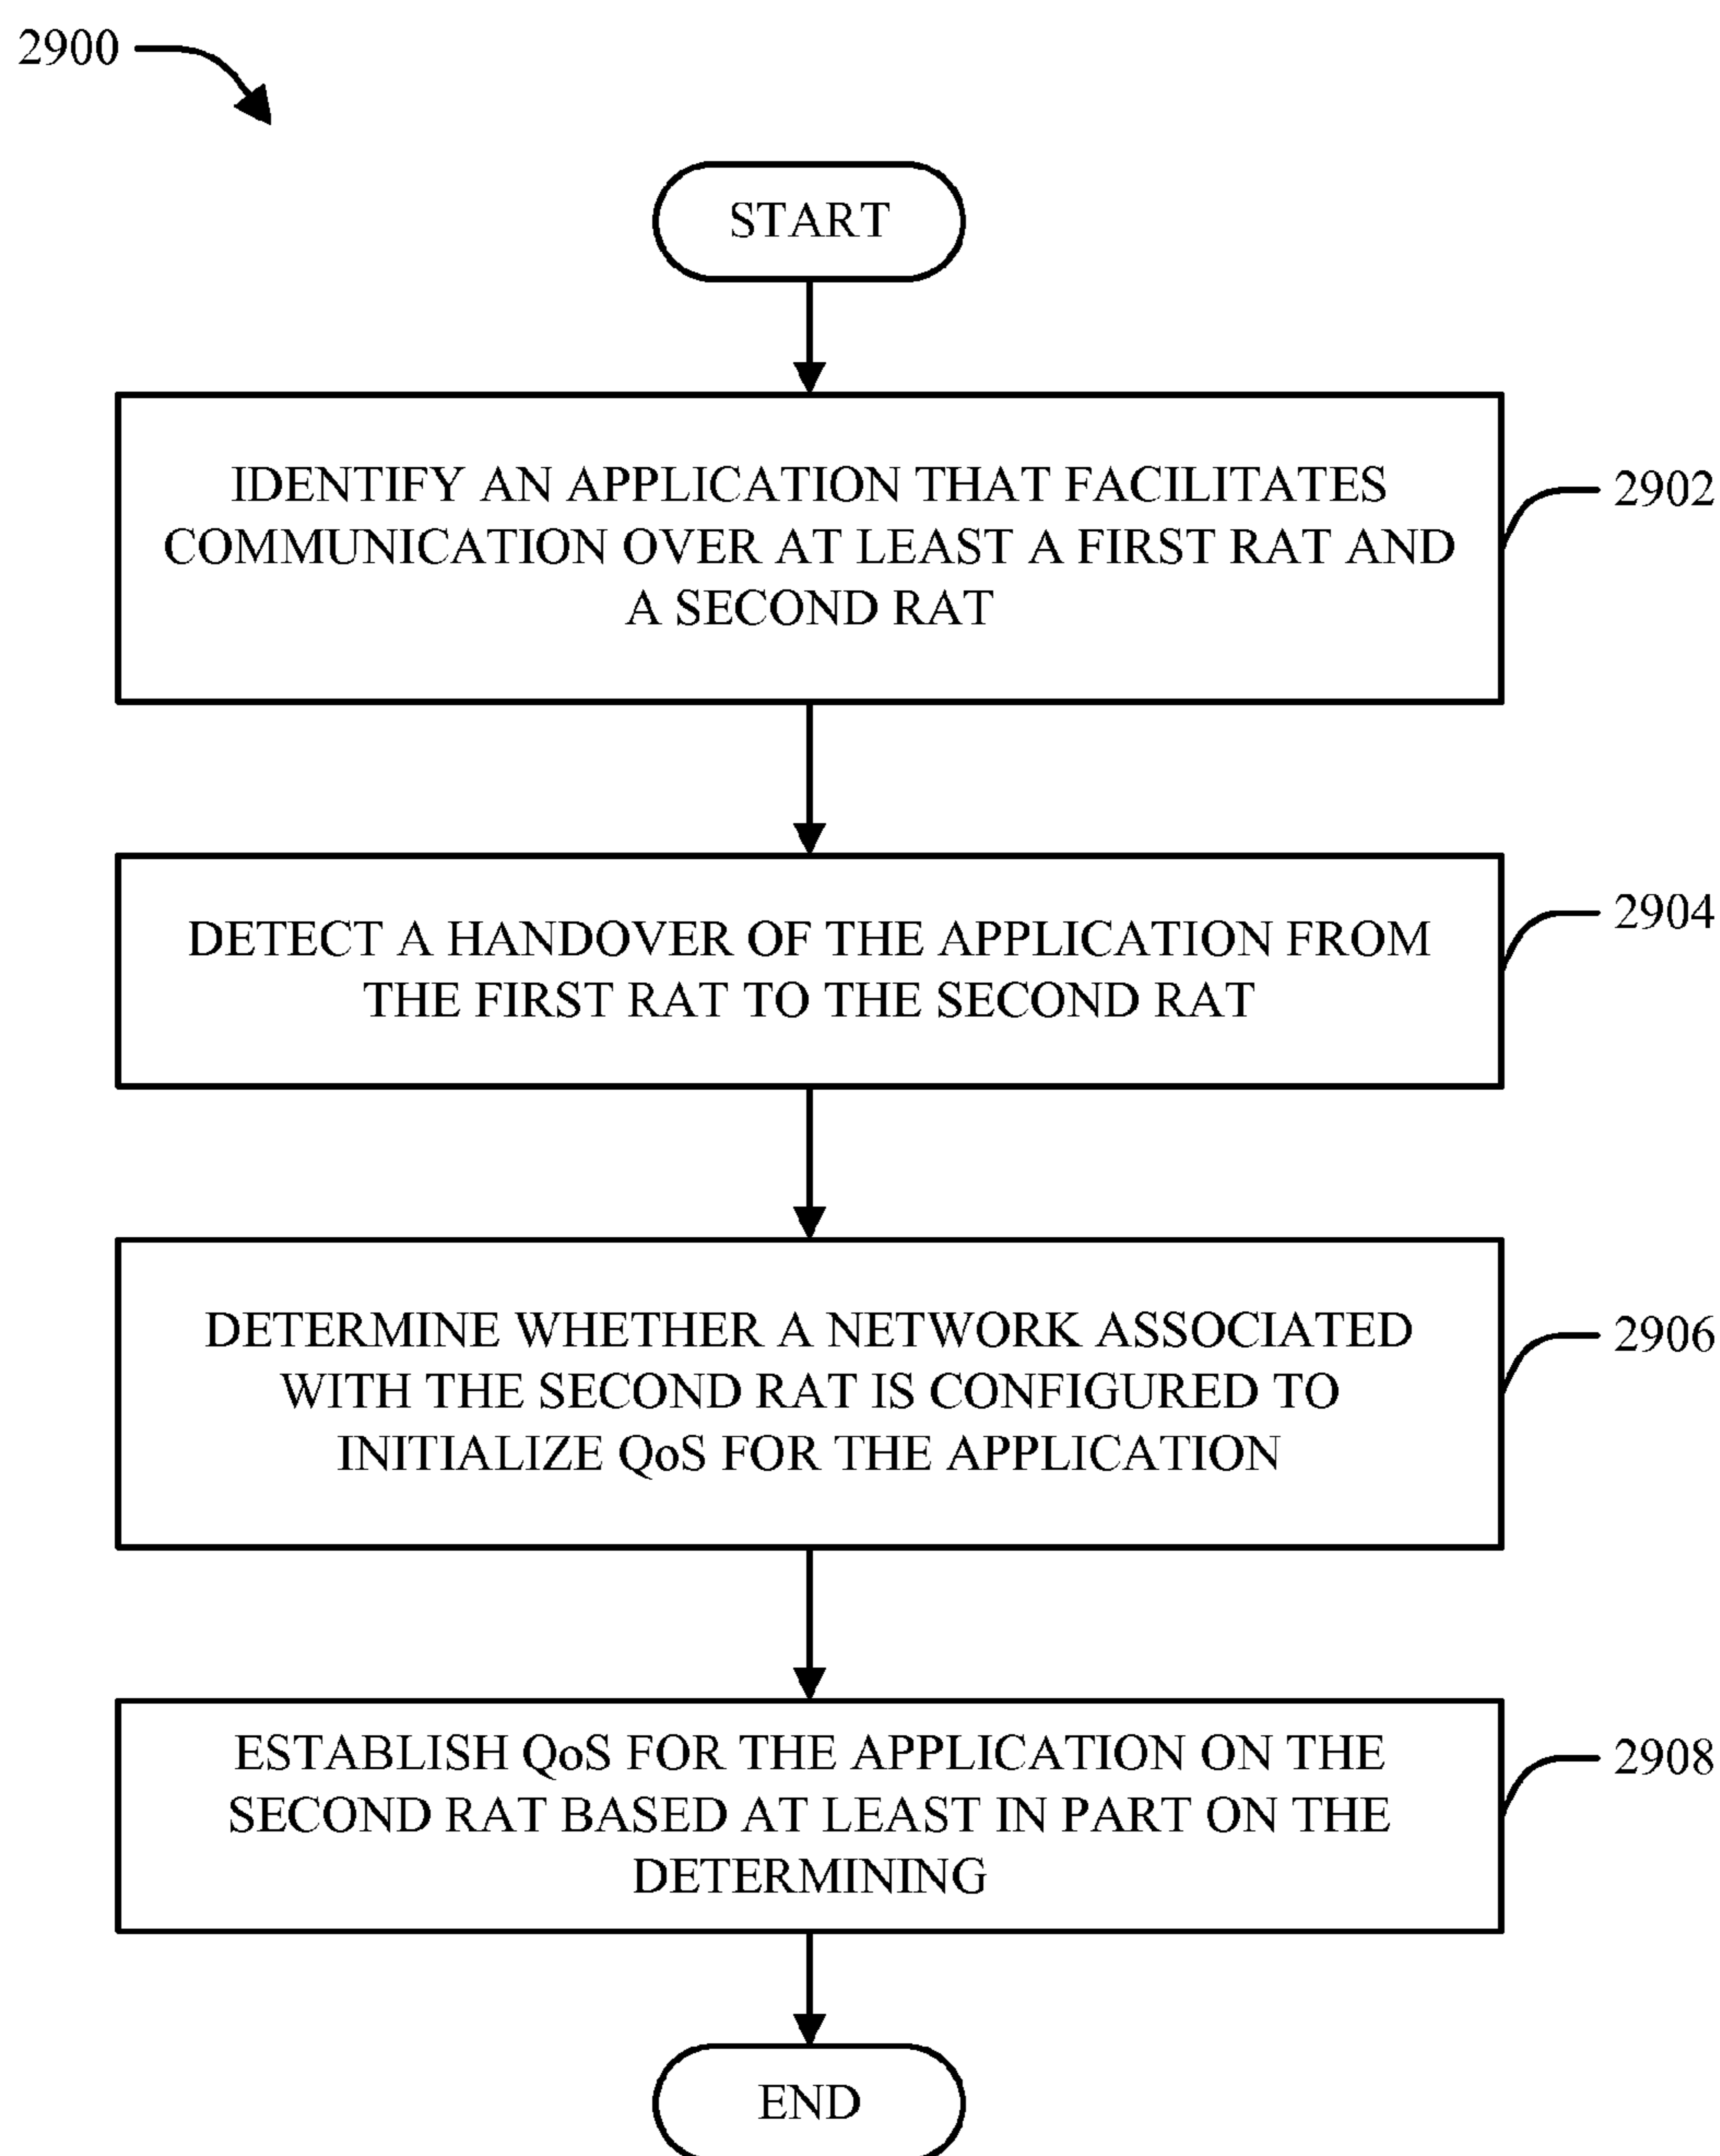 2900
START
IDENTIFY AN APPLICATION THAT FACILITATES
COMMUNICATION OVER AT LEAST A FIRST RAT AND
A SECOND RAT
2902
DETECT A HANDOVER OF THE APPLICATION FROM
THE FIRST RAT TO THE SECOND RAT
2904
DETERMINE WHETHER A NETWORK ASSOCIATED
WITH THE SECOND RAT IS CONFIGURED TO
INITIALIZE QoS FOR THE APPLICATION
2906
ESTABLISH QoS FOR THE APPLICATION ON THE
SECOND RAT BASED AT LEAST IN PART ON THE
DETERMINING
2908
END